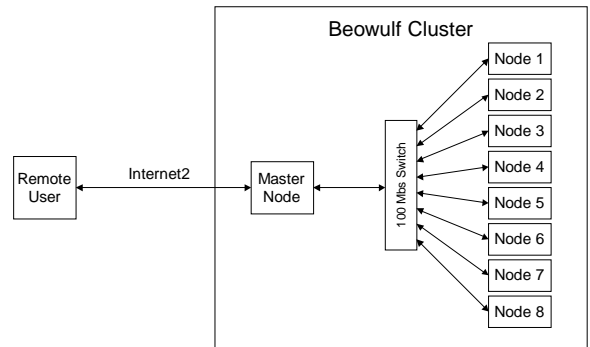 Beowulf Cluster
Node 1
Node 2
Node 3
Node 4
Node 5
Node 6
Node 7
Node 8
100 Mbs Switch
Master
Node
Internet2
Remote
User